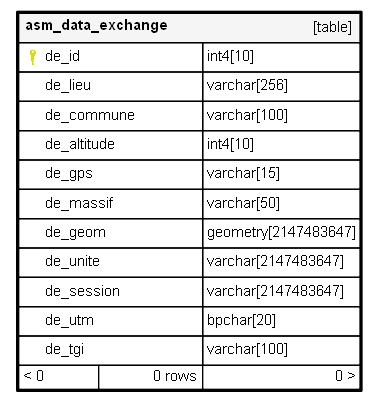 asm_data_exchange [table]
de_id int4[10]
de_lieu varchar[256]
de_commune varchar[100]
de_altitude int4[10]
de_gps varchar[15]
de_massif varchar[50]
de_geom geometry[2147483647]
de_unite varchar[2147483647]
de_session varchar[2147483647]
de_utm bpchar[20]
de_tgi varchar[100]
< 0 0 rows 0 >